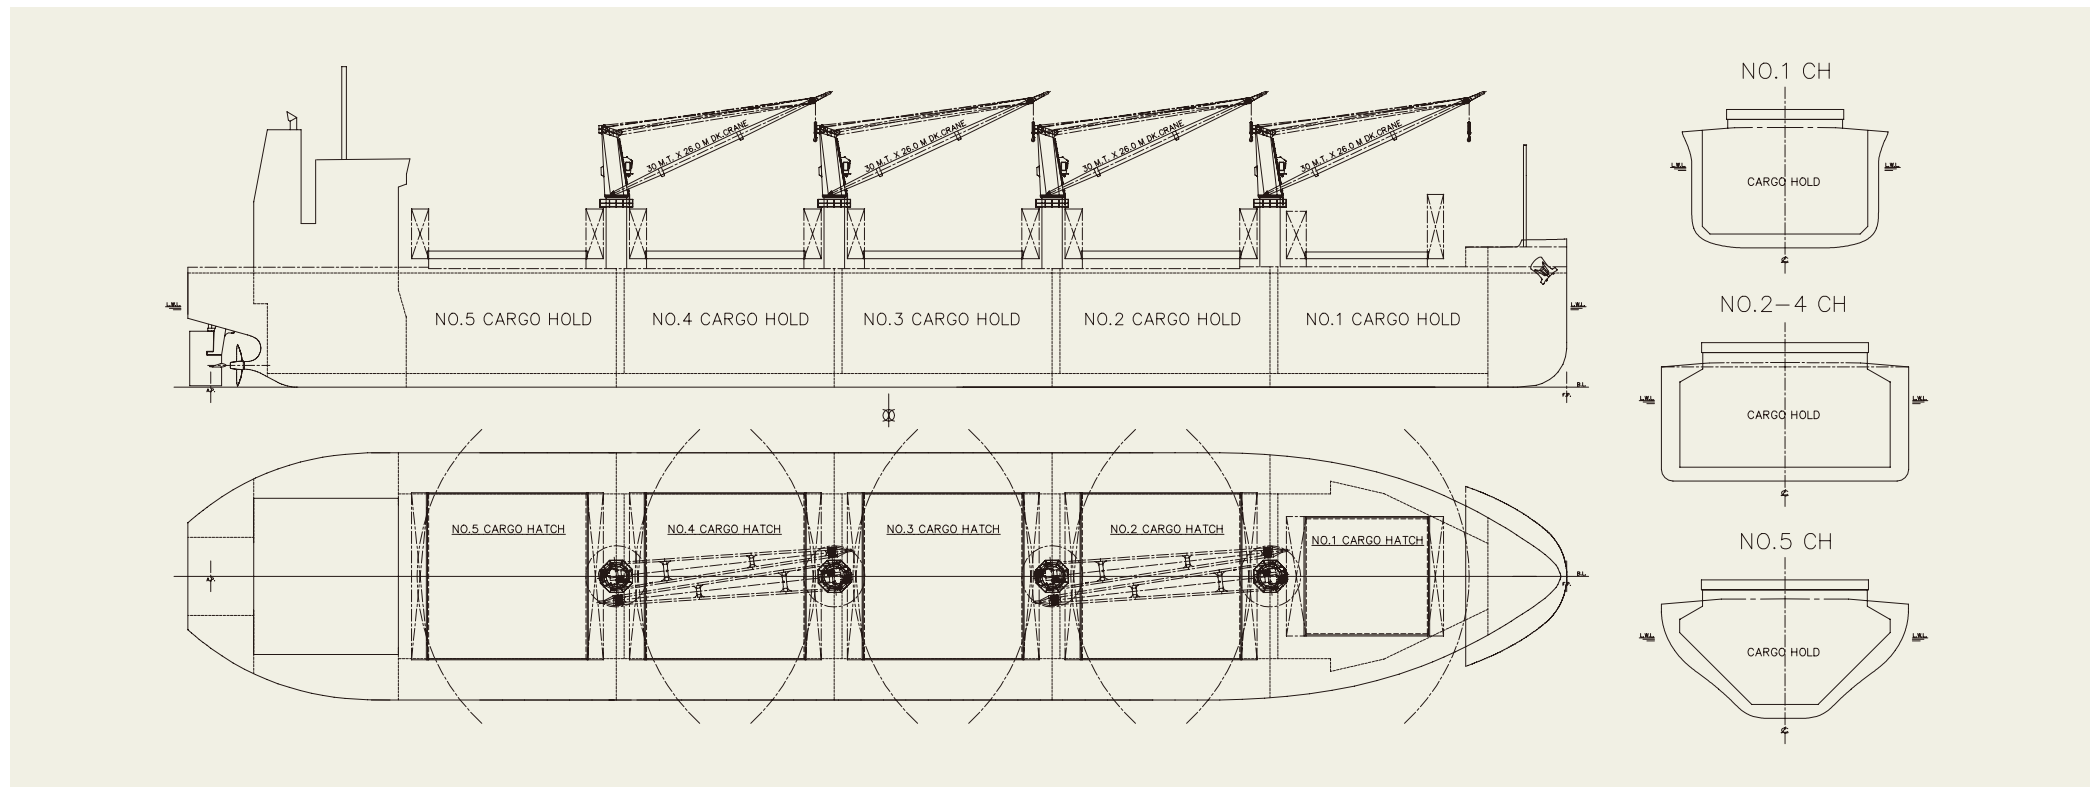 30 M.T. X 26.0 M DK.CRANE
30 M.T. X 26.0 M DK.CRANE
30 M.T. X 26.0 M DK.CRANE
30 M.T. X 26.0 M DK.CRANE
L.W.L.
NO.5 CARGO HOLD
NO.4 CARGO HOLD
NO.3 CARGO HOLD
NO.2 CARGO HOLD
NO.1 CARGO HOLD
L.W.L.
A.P.
B.L.
F.P.
NO.5 CARGO HATCH
NO.4 CARGO HATCH
NO.3 CARGO HATCH
NO.2 CARGO HATCH
NO.1 CARGO HATCH
A.P.
B.L.
F.P.
NO.1 CH
L.W.L.
L.W.L.
CARGO HOLD
NO.2-4 CH
L.W.L.
L.W.L.
CARGO HOLD
NO.5 CH
L.W.L.
L.W.L.
CARGO HOLD